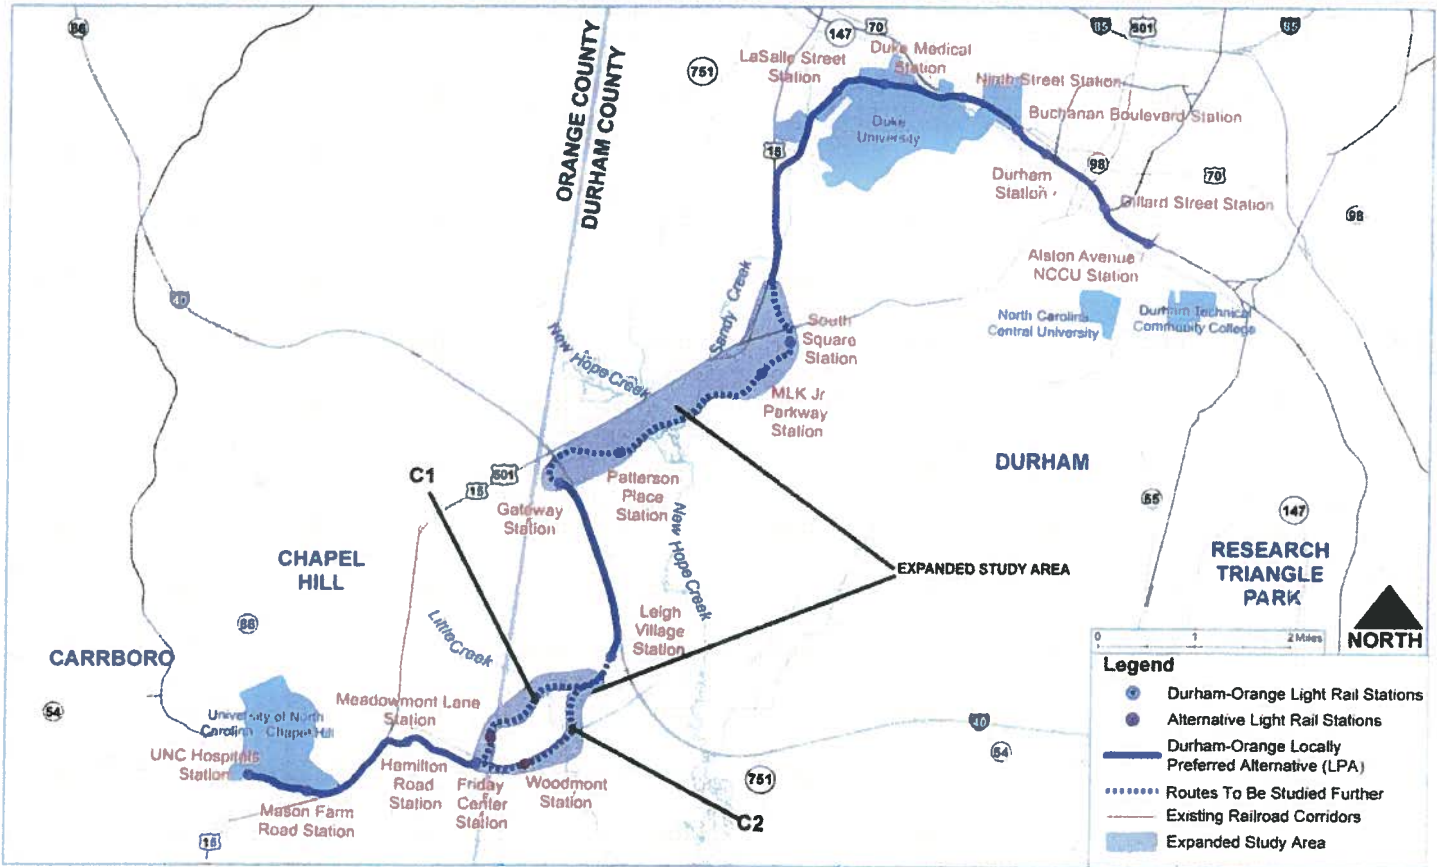 86
ORANGE COUNTY
DURHAM COUNTY
751
147
70
85
501
85
LaSalle Street
Station
Duke Medical
Station
Ninth Street Station
Buchanan Boulevard Station
Duke
University
15
98
70
Durham
Station
Dillard Street Station
98
Alston Avenue
NCCU Station
40
North Carolina
Central University
Durham Technical
Community College
Sandy Creek
New Hope Creek
South
Square
Station
MLK Jr
Parkway
Station
C1
15
501
Gateway
Station
Patterson
Place
Station
New Hope Creek
DURHAM
55
147
CHAPEL
HILL
EXPANDED STUDY AREA
RESEARCH
TRIANGLE
PARK
Little Creek
Leigh
Village
Station
CARRBORO
54
Meadowmont Lane
Station
University of North
Carolina Chapel Hill
UNC Hospitals
Station
Hamilton
Road
Station
Friday
Center
Station
Woodmont
Station
Mason Farm
Road Station
15
751
C2
40
54
0 1 2 Miles
NORTH
Legend
Durham-Orange Light Rail Stations
Alternative Light Rail Stations
Durham-Orange Locally
Preferred Alternative (LPA)
Routes To Be Studied Further
Existing Railroad Corridors
Expanded Study Area